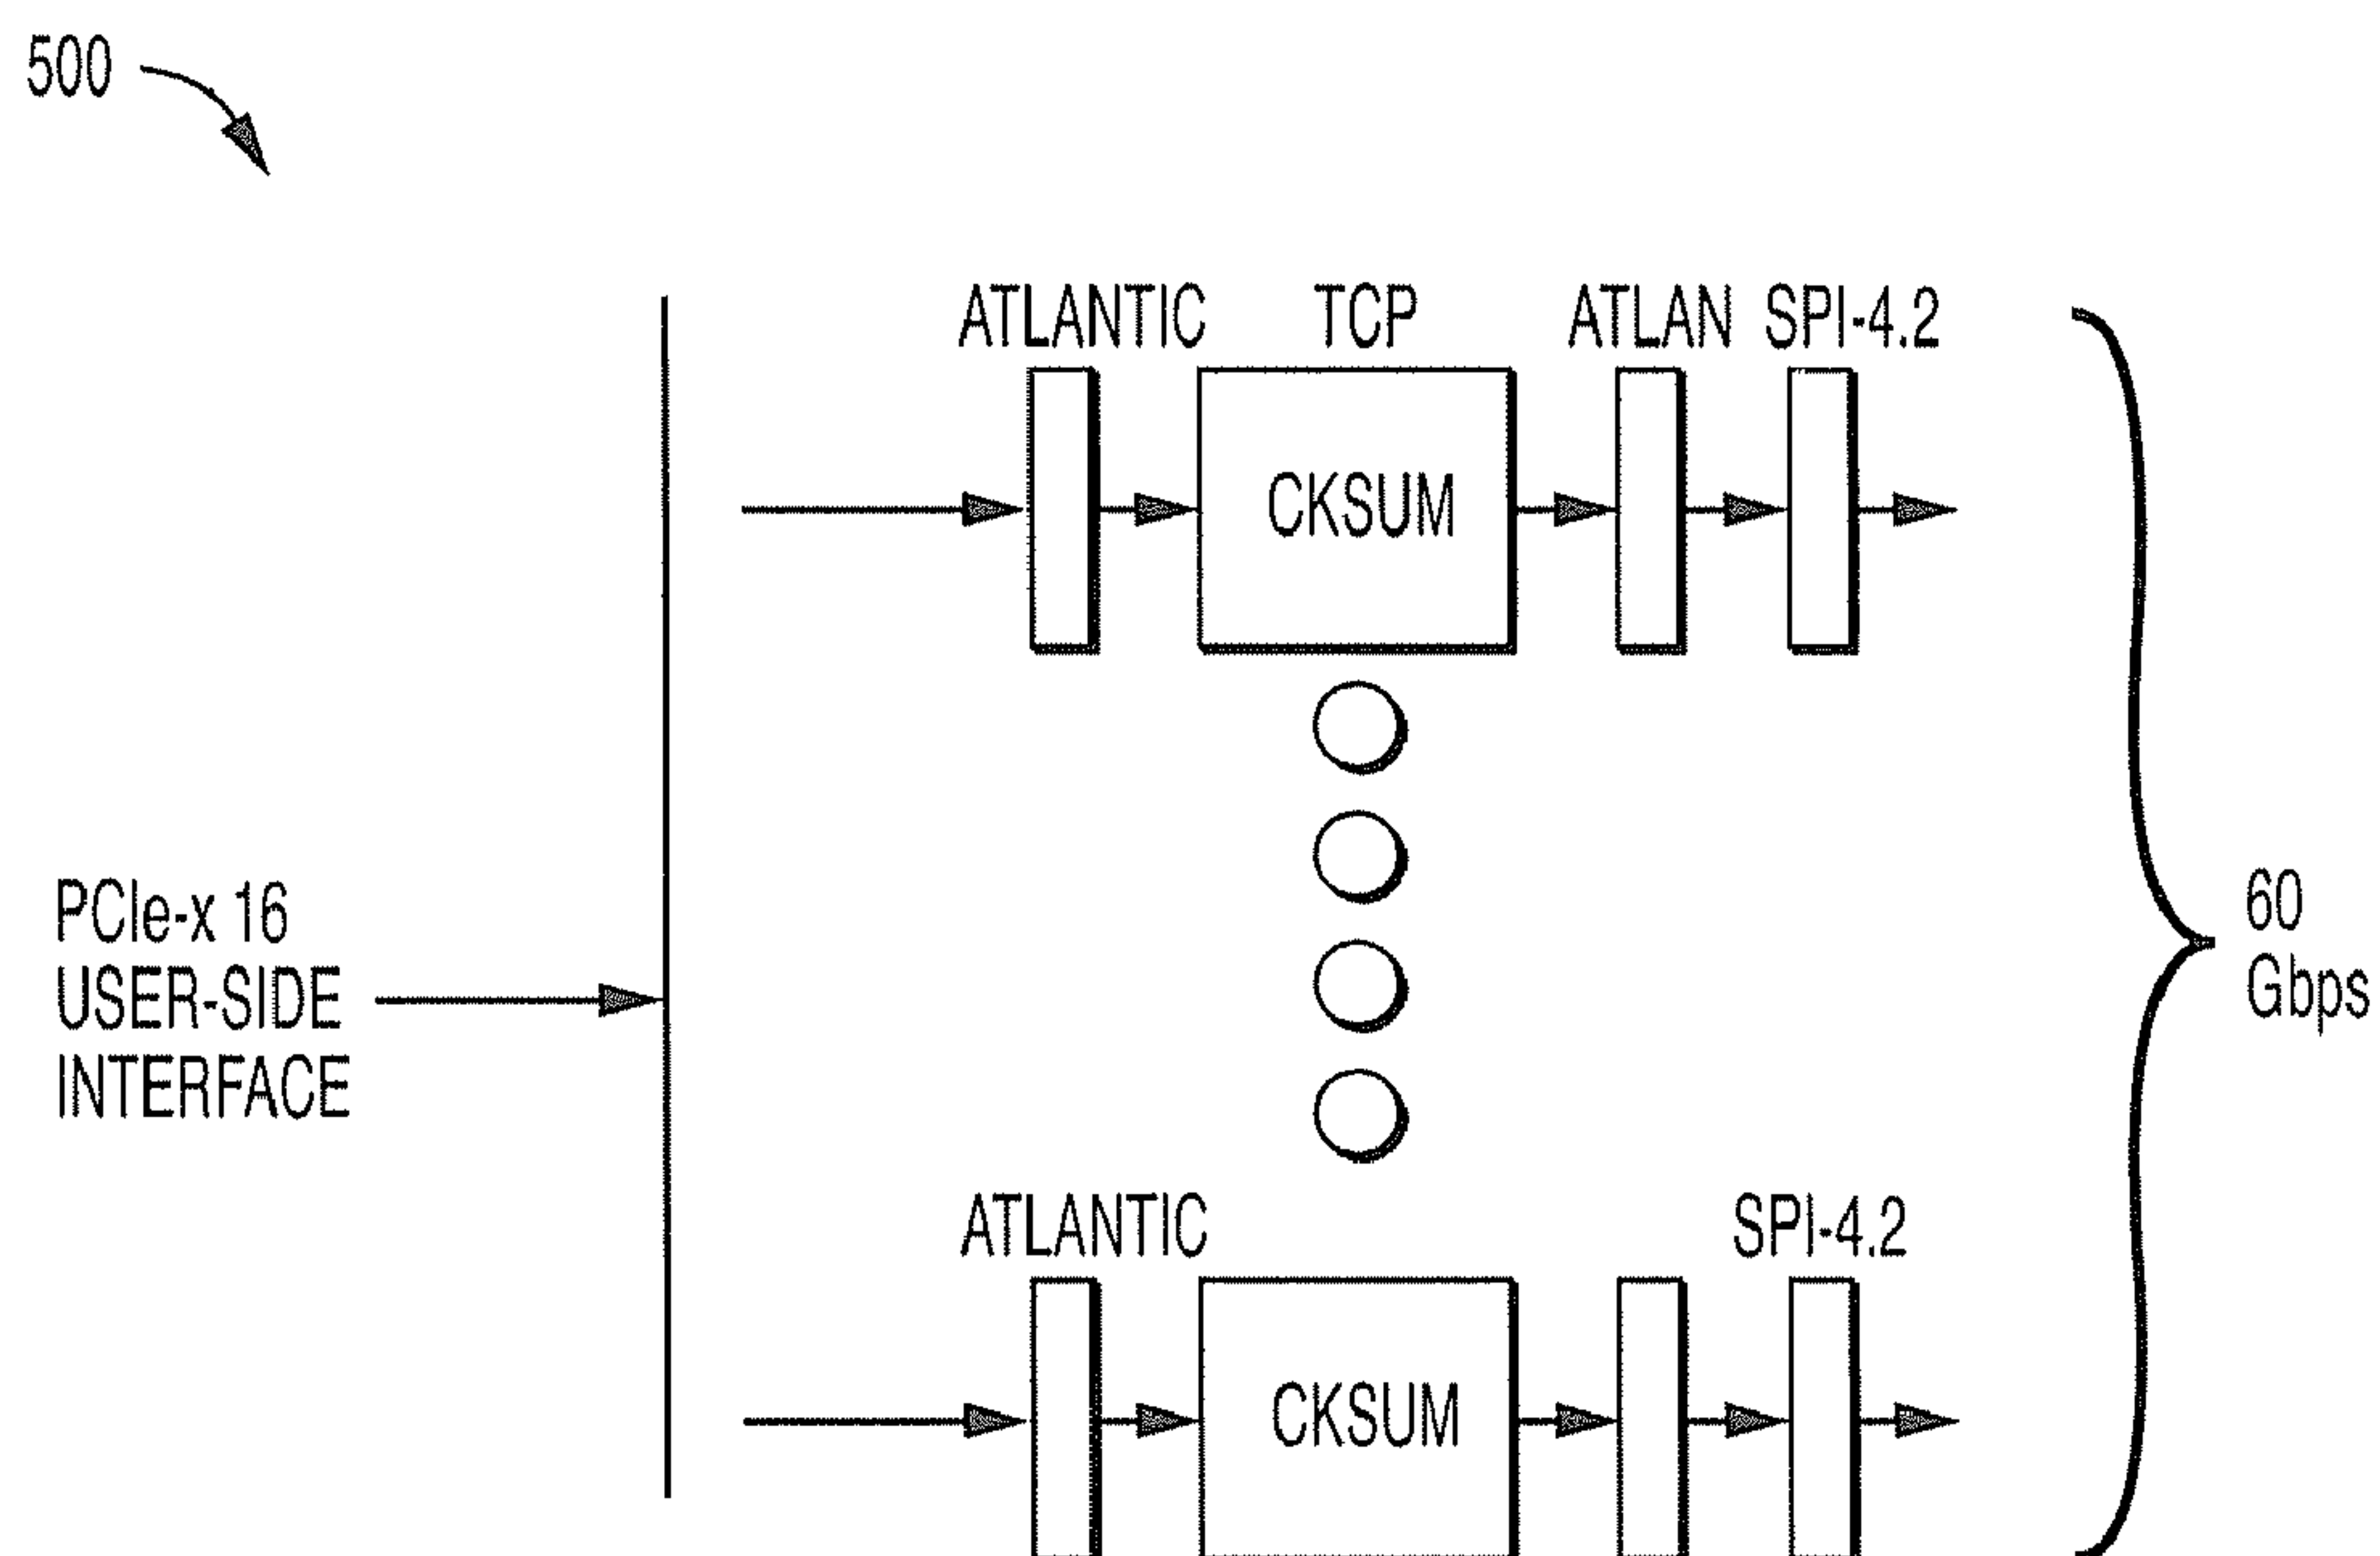 500
ATLANTIC TCP ATLAN SPI-4.2
CKSUM
PCIe-x 16
USER-SIDE
INTERFACE
60
Gbps
ATLANTIC SPI-4.2
CKSUM